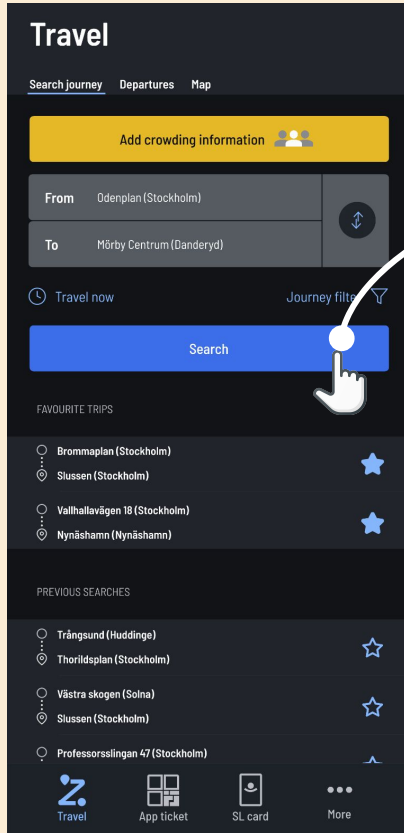 Travel
Search journey Departures Map
Add crowding information
From Odenplan (Stockholm)
To Mörby Centrum (Danderyd)
Travel now Journey filter
Search
FAVOURITE TRIPS
Brommaplan (Stockholm)
Slussen (Stockholm)
Vallhallavägen 18 (Stockholm)
Nynäshamn (Nynäshamn)
PREVIOUS SEARCHES
Trångsund (Huddinge)
Thorildsplan (Stockholm)
Västra skogen (Solna)
Slussen (Stockholm)
Professorsslingan 47 (Stockholm)
Travel App ticket SL card More